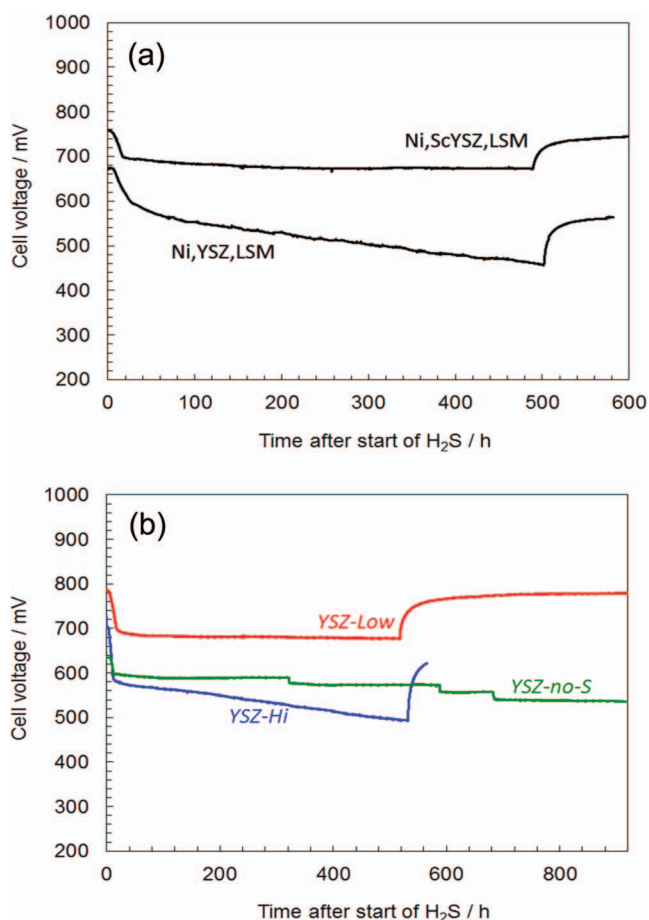 (a)
1000
900
800
700
600
500
400
300
200
Cell voltage / mV
Ni,ScYSZ,LSM
Ni,YSZ,LSM
0 100 200 300 400 500 600
Time after start of H₂S / h
(b)
1000
900
800
700
600
500
400
300
200
Cell voltage / mV
YSZ-Low
YSZ-no-S
YSZ-Hi
0 200 400 600 800
Time after start of H₂S / h